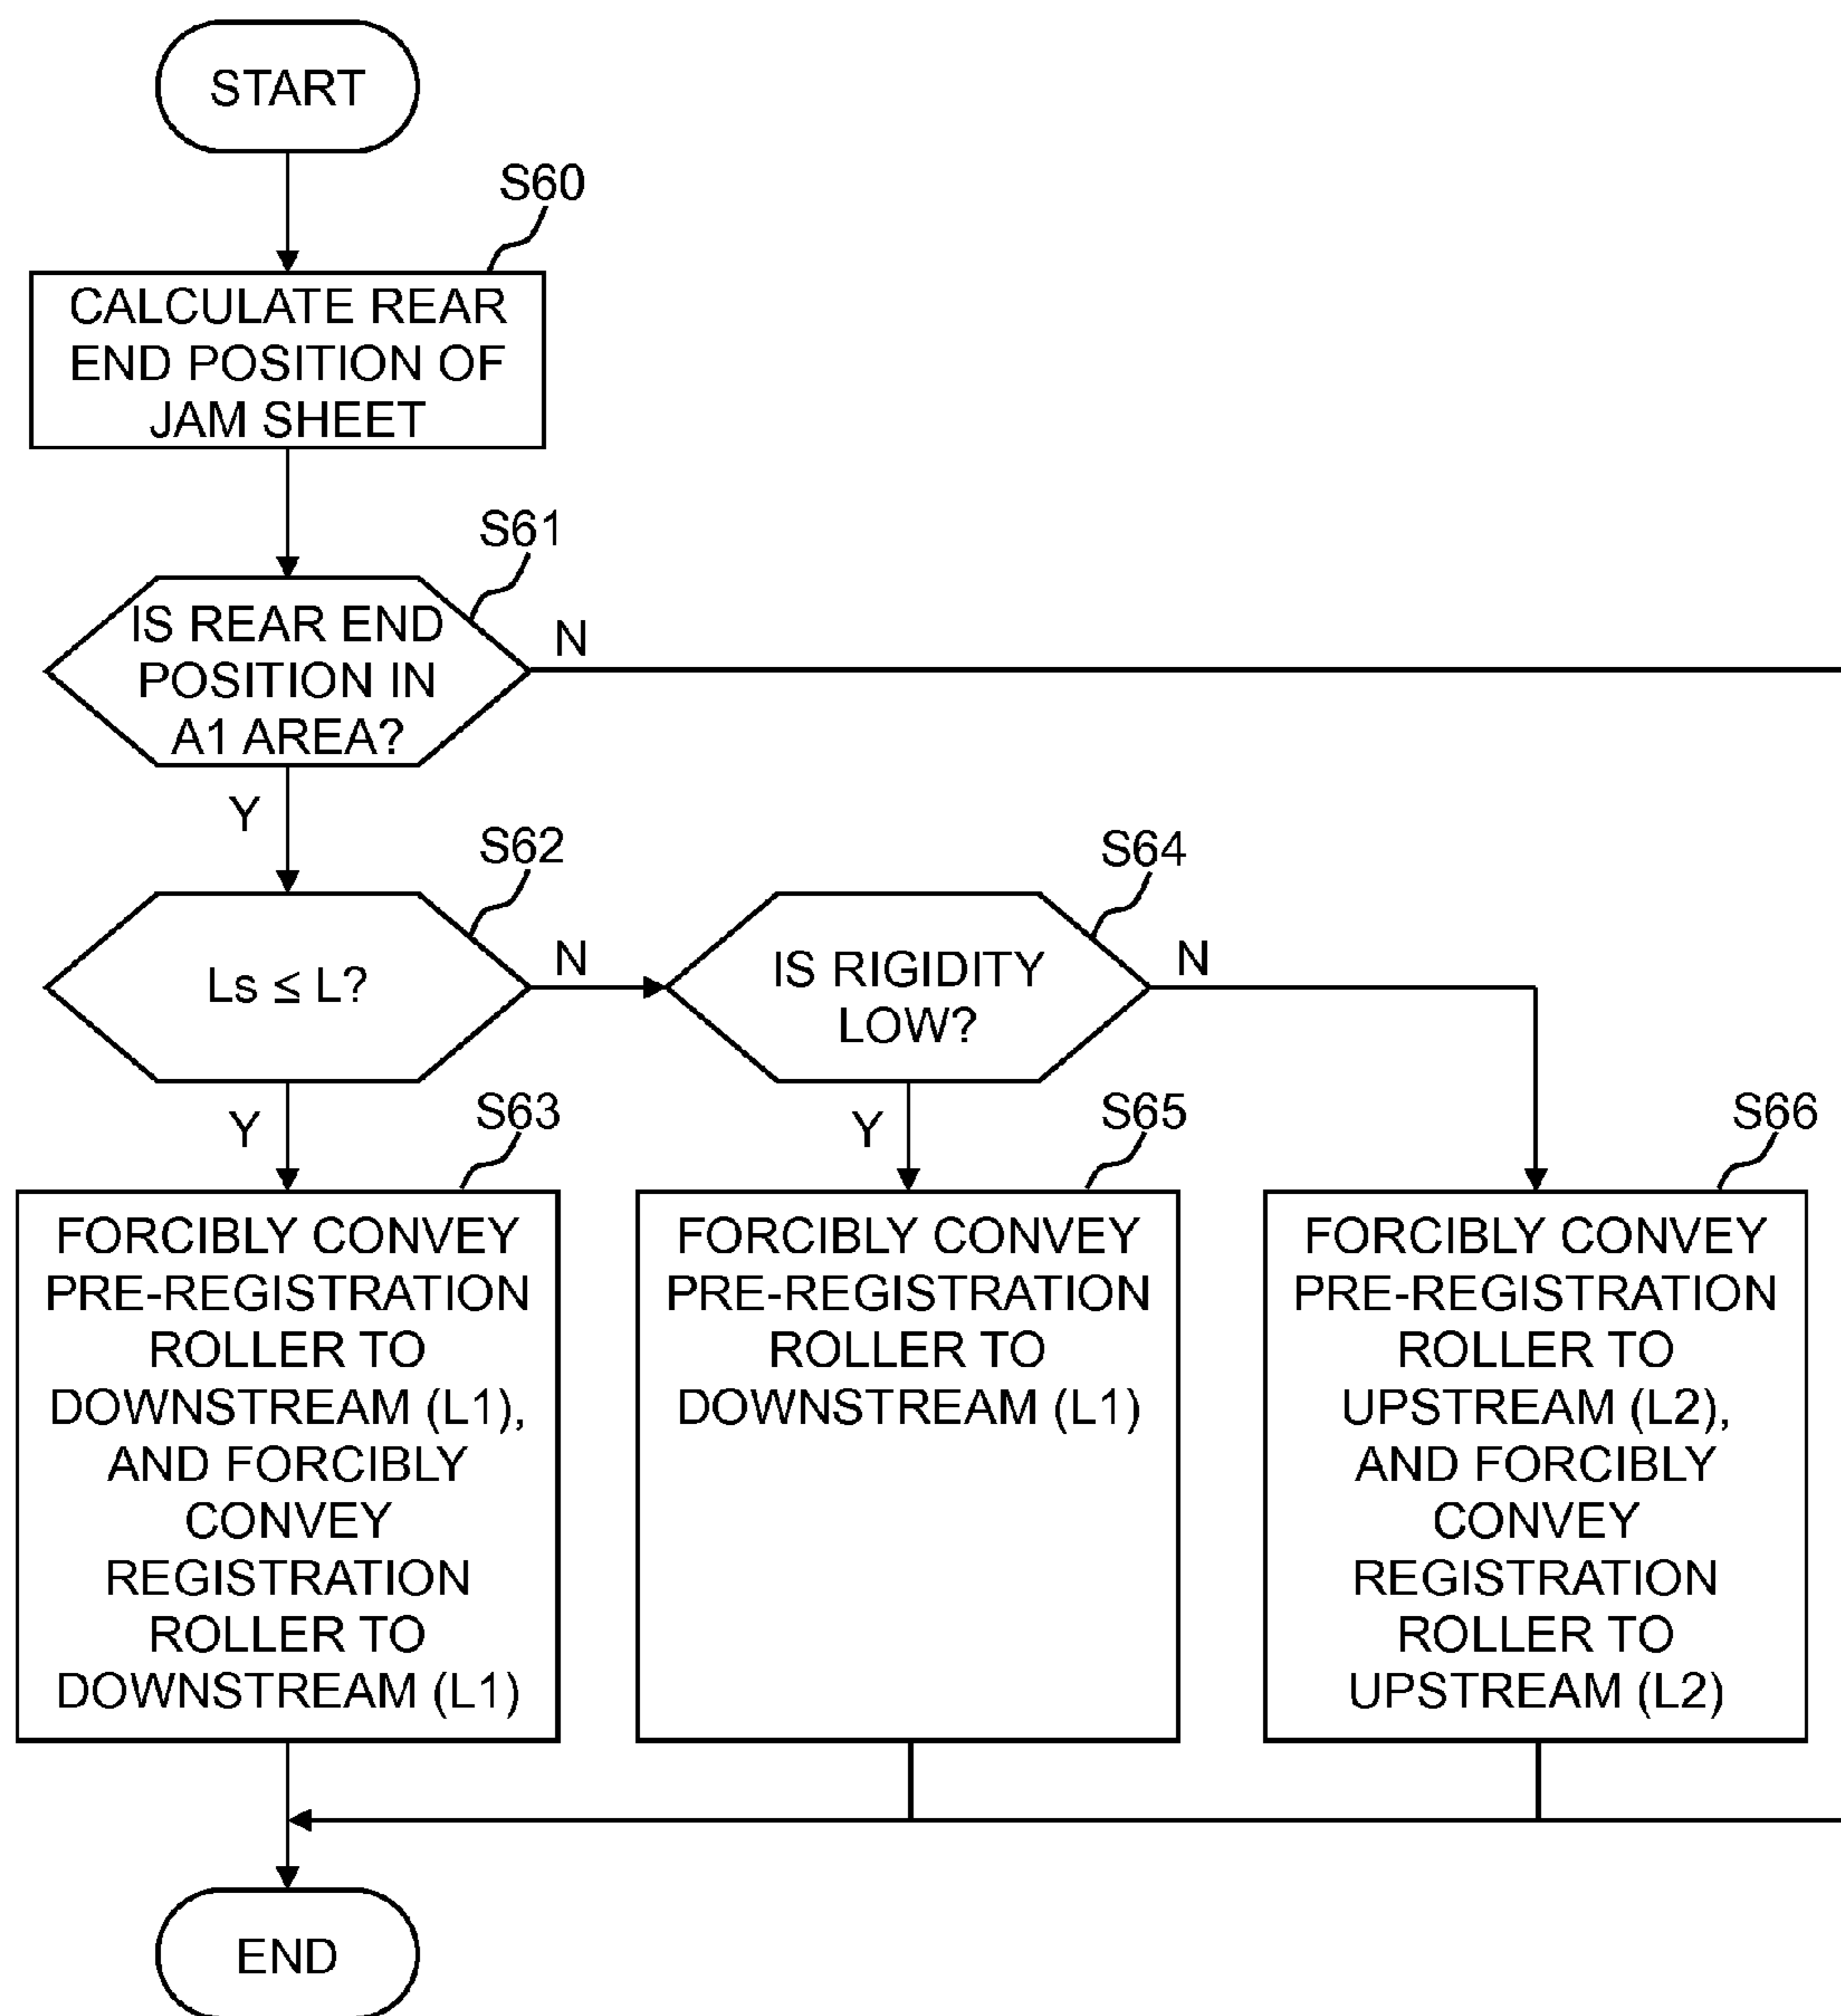 START
S60
CALCULATE REAR
END POSITION OF
JAM SHEET
S61
IS REAR END
POSITION IN
A1 AREA?
N
Y
S62
Ls ≤ L?
N
S64
IS RIGIDITY
LOW?
N
Y
S63
Y
S65
S66
FORCIBLY CONVEY
PRE-REGISTRATION
ROLLER TO
DOWNSTREAM (L1),
AND FORCIBLY
CONVEY
REGISTRATION
ROLLER TO
DOWNSTREAM (L1)
FORCIBLY CONVEY
PRE-REGISTRATION
ROLLER TO
DOWNSTREAM (L1)
FORCIBLY CONVEY
PRE-REGISTRATION
ROLLER TO
UPSTREAM (L2),
AND FORCIBLY
CONVEY
REGISTRATION
ROLLER TO
UPSTREAM (L2)
END